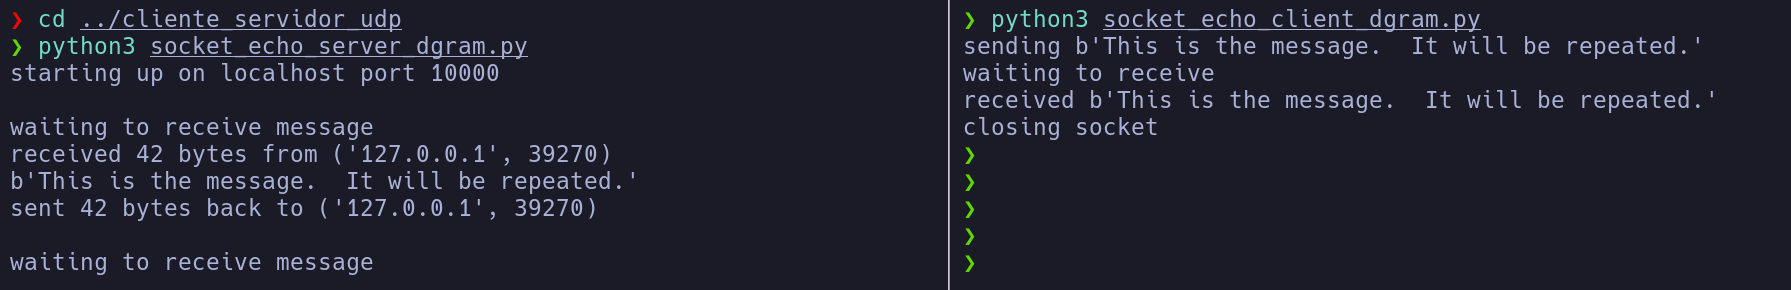 ❯ cd ../cliente_servidor_udp
❯ python3 socket_echo_server_dgram.py
starting up on localhost port 10000
waiting to receive message
received 42 bytes from ('127.0.0.1', 39270)
b'This is the message.  It will be repeated.'
sent 42 bytes back to ('127.0.0.1', 39270)
waiting to receive message
❯ python3 socket_echo_client_dgram.py
sending b'This is the message.  It will be repeated.'
waiting to receive
received b'This is the message.  It will be repeated.'
closing socket
❯
❯
❯
❯
❯